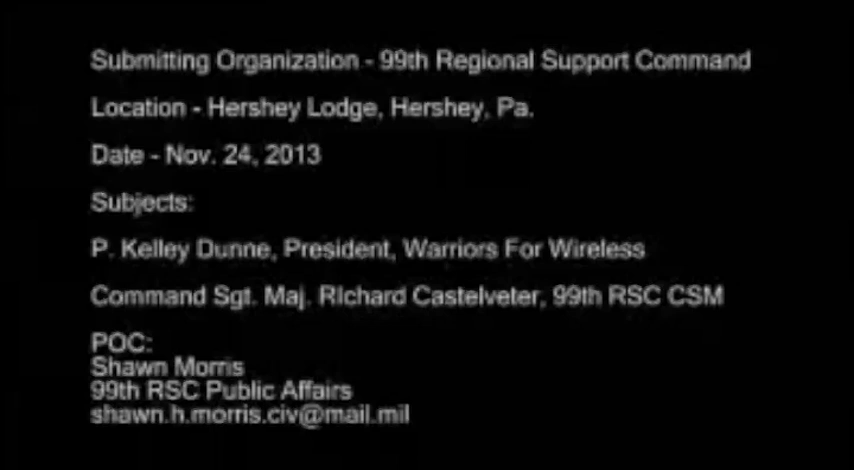 Submitting Organization - 99th Regional Support Command
Location - Hershey Lodge, Hershey, Pa.
Date - Nov. 24, 2013
Subjects:
P. Kelley Dunne, President, Warriors For Wireless
Command Sgt. Maj. RIchard Castelveter, 99th RSC CSM
POC:
Shawn Morris
99th RSC Public Affairs
shawn.h.morris.civ@mail.mil